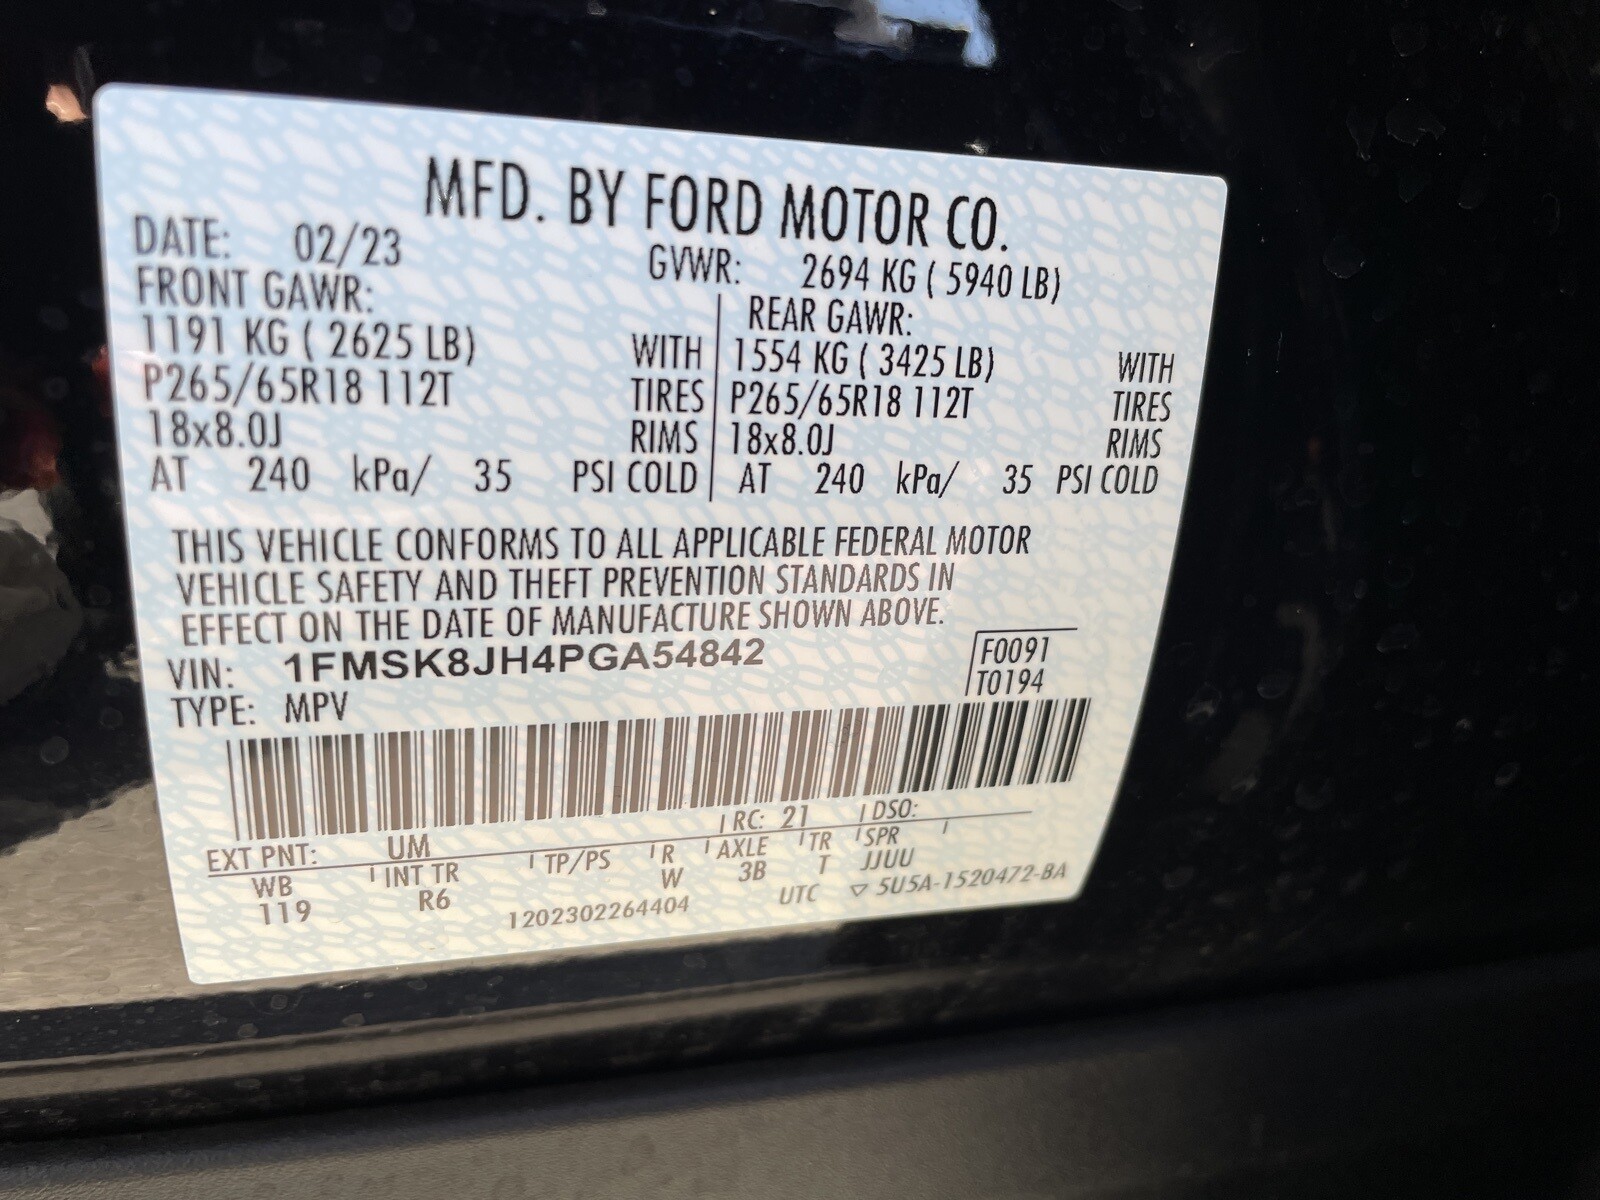 MFD. BY FORD MOTOR CO.
DATE: 02/23
GVWR: 2694 KG ( 5940 LB)
FRONT GAWR:
1191 KG ( 2625 LB) WITH
P265/65R18 112T TIRES
18x8.0J RIMS
AT 240 kPa/ 35 PSI COLD
REAR GAWR:
1554 KG ( 3425 LB) WITH
P265/65R18 112T TIRES
18x8.0J RIMS
AT 240 kPa/ 35 PSI COLD
THIS VEHICLE CONFORMS TO ALL APPLICABLE FEDERAL MOTOR
VEHICLE SAFETY AND THEFT PREVENTION STANDARDS IN
EFFECT ON THE DATE OF MANUFACTURE SHOWN ABOVE.
VIN: 1FMSK8JH4PGA54842
TYPE: MPV
F0091
T0194
EXT PNT: UM RC: 21 DSO:
WB INT TR TP/PS R AXLE TR SPR
119 R6 W 3B T JJUU
1202302264404 UTC ▽ 5U5A-1520472-BA